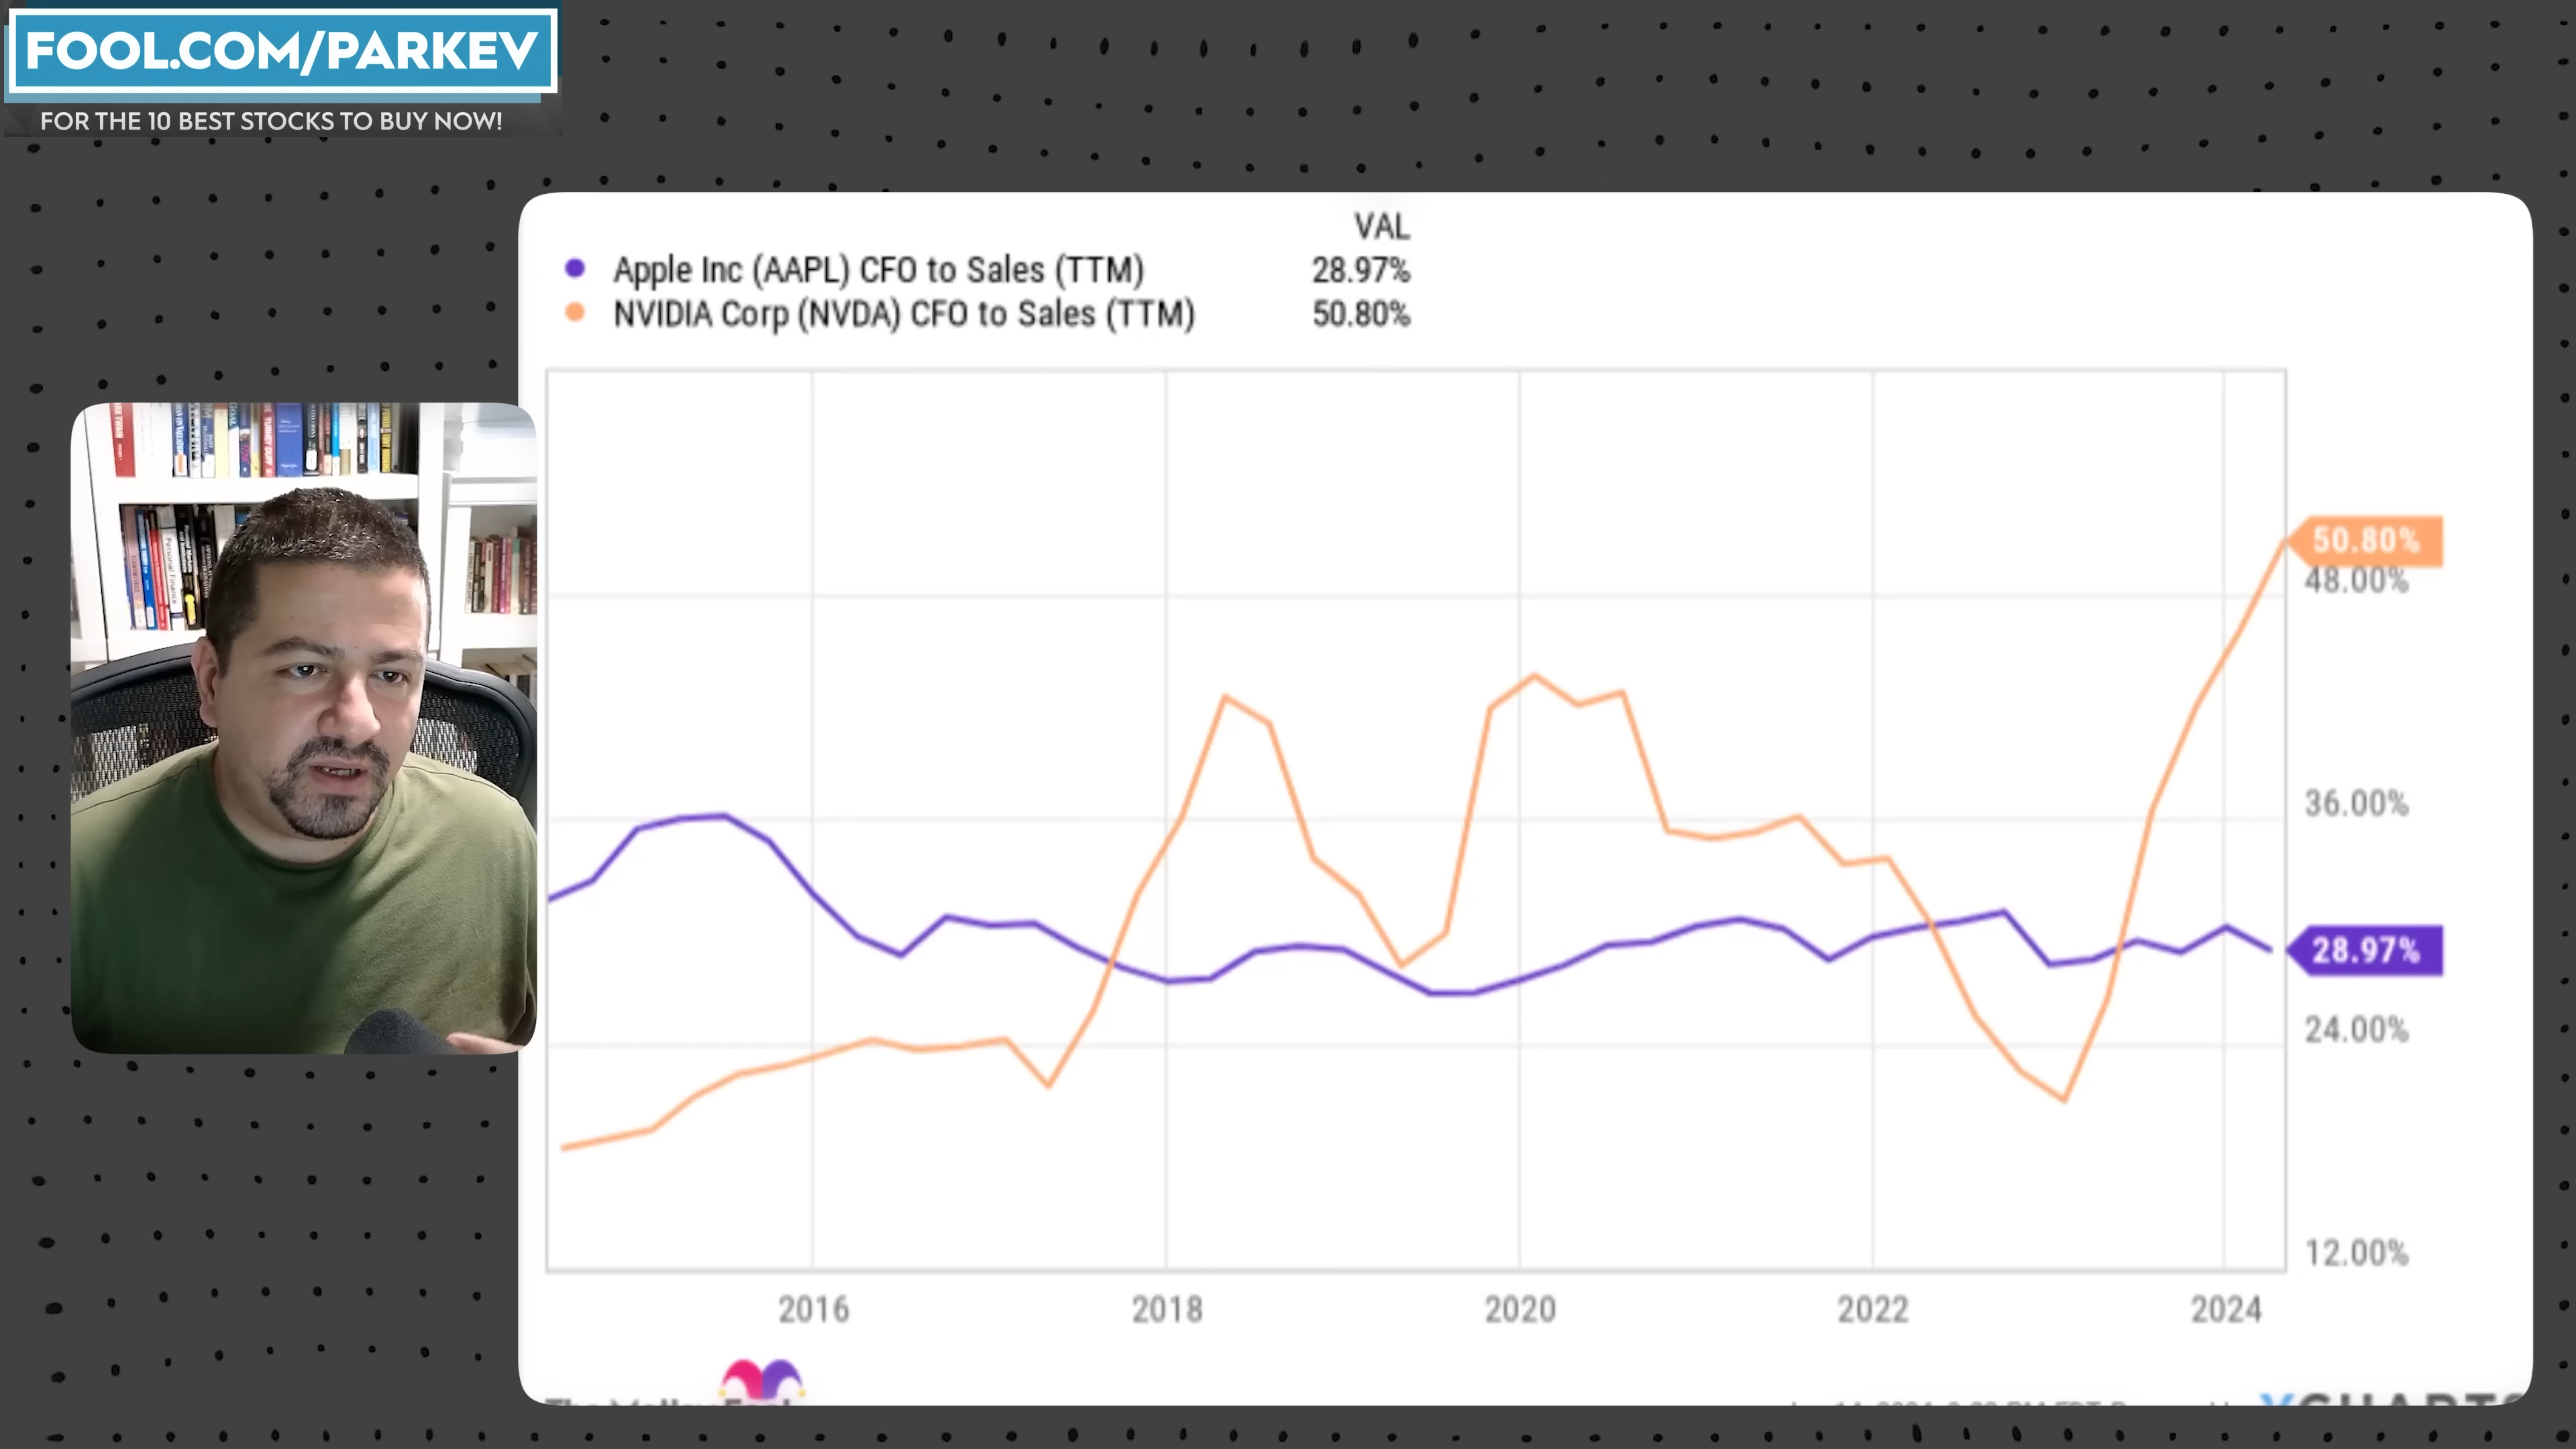 FOOL.COM/PARKEV
FOR THE 10 BEST STOCKS TO BUY NOW!
VAL
Apple Inc (AAPL) CFO to Sales (TTM) 28.97%
NVIDIA Corp (NVDA) CFO to Sales (TTM) 50.80%
50.80%
48.00%
36.00%
28.97%
24.00%
12.00%
2016 2018 2020 2022 2024
Personal Finance